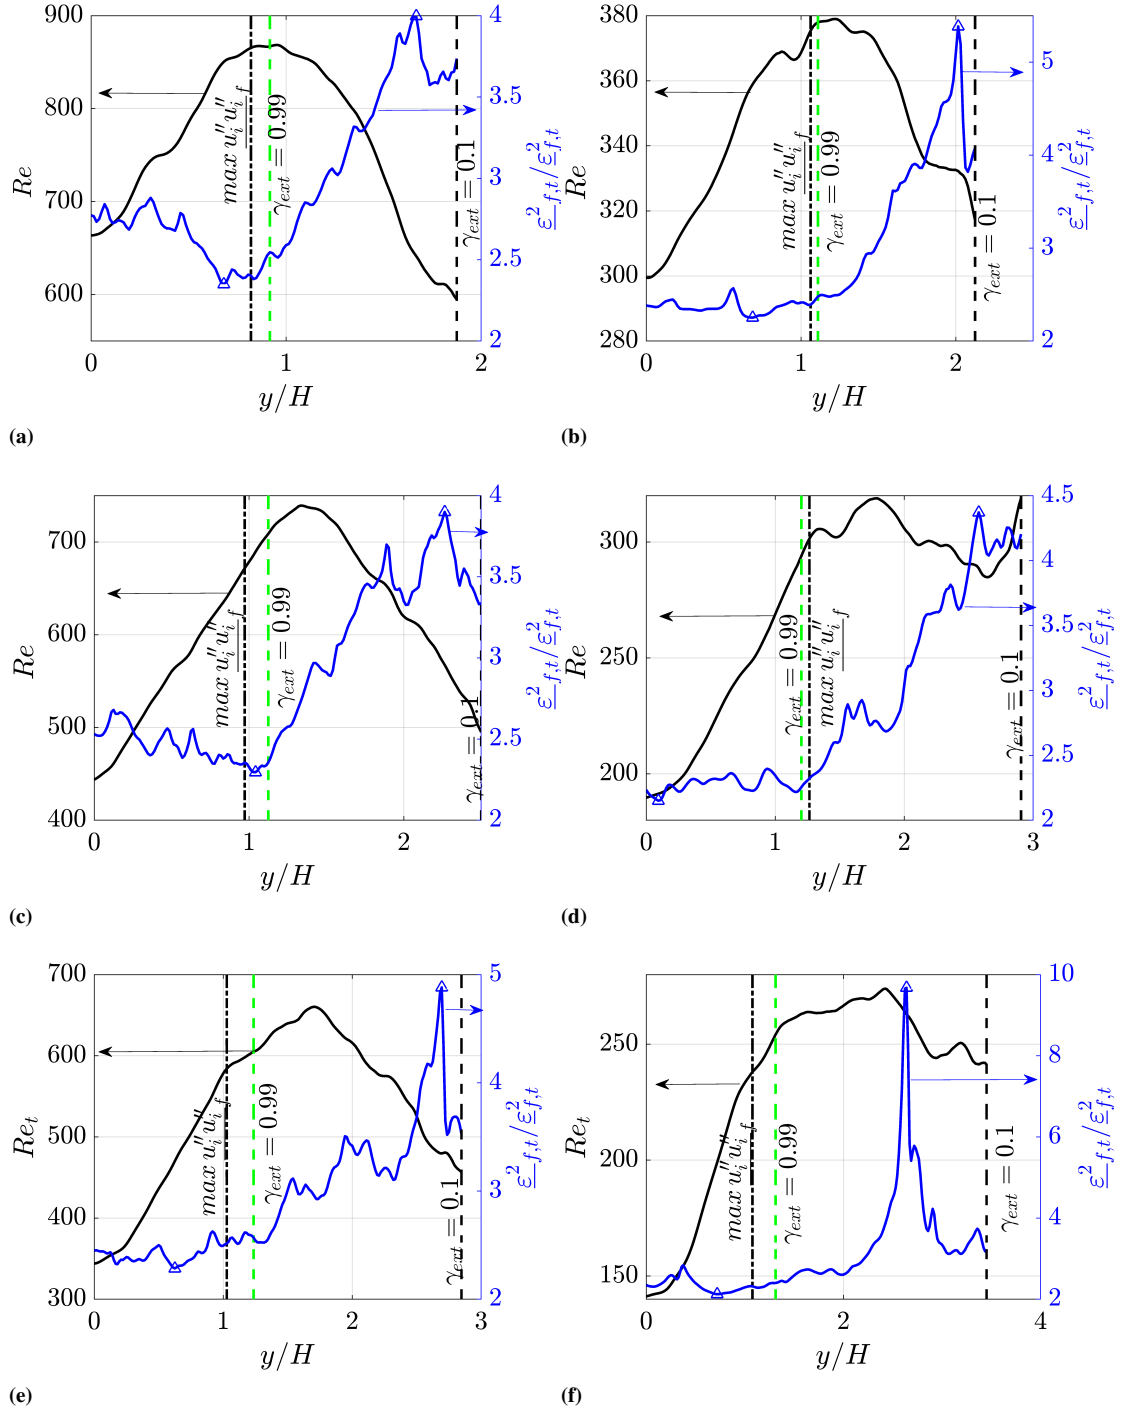 900
800
700
600
Re
max u''_i u''_i f
γ_ext = 0.99
γ_ext = 0.1
4
3.5
3
2.5
2
ε²_f,t/ε²_f,t
0 1 2
y/H
(a)
380
360
340
320
300
280
Re
max u''_i u''_i f
γ_ext = 0.99
γ_ext = 0.1
5
4
3
2
ε²_f,t/ε²_f,t
0 1 2
y/H
(b)
700
600
500
400
Re
max u''_i u''_i f
γ_ext = 0.99
γ_ext = 0.1
4
3.5
3
2.5
2
ε²_f,t/ε²_f,t
0 1 2
y/H
(c)
300
250
200
Re
γ_ext = 0.99
max u''_i u''_i f
γ_ext = 0.1
4.5
4
3.5
3
2.5
2
ε²_f,t/ε²_f,t
0 1 2 3
y/H
(d)
700
600
500
400
300
Re_t
max u''_i u''_i f
γ_ext = 0.99
γ_ext = 0.1
5
4
3
2
ε²_f,t/ε²_f,t
0 1 2 3
y/H
(e)
250
200
150
Re_t
max u''_i u''_i f
γ_ext = 0.99
γ_ext = 0.1
10
8
6
4
2
ε²_f,t/ε²_f,t
0 2 4
y/H
(f)